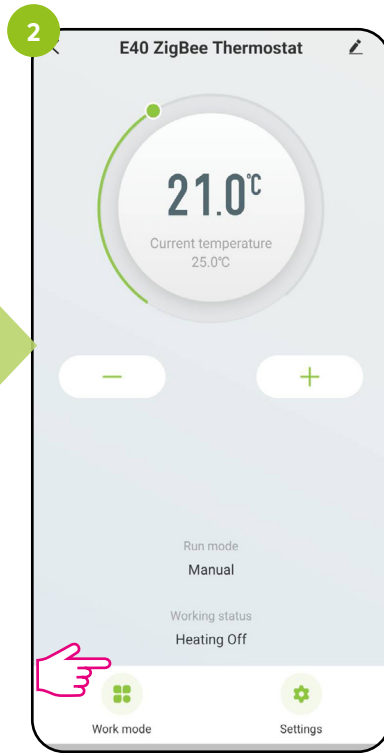 2
E40 ZigBee Thermostat
21.0℃
Current temperature
25.0℃
Run mode
Manual
Working status
Heating Off
Work mode
Settings